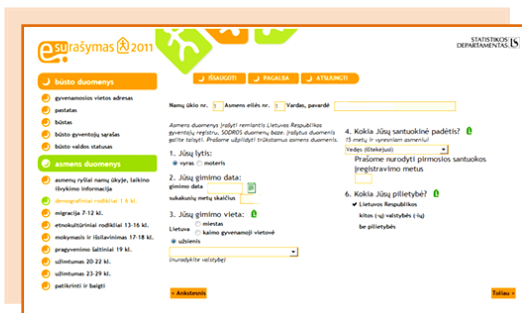 esurašymas 2011
STATISTIKOS
DEPARTAMENTAS
būsto duomenys
gyvenamosios vietos adresas
pastatas
būstas
būsto gyventojų sąrašas
būsto valdos statusas
asmens duomenys
asmenų ryšiai namų ūkyje, laikino
išvykimo informacija
demografiniai rodikliai 1-6 kl.
migracija 7-12 kl.
etnokultūriniai rodikliai 13-16 kl.
mokymasis ir išsilavinimas 17-18 kl.
pragyvenimo šaltiniai 19 kl.
užimtumas 20-22 kl.
užimtumas 23-29 kl.
patikrinti ir baigti
IŠSAUGOTI
PAGALBA
ATSIJUNGTI
Namų ūkio nr. 1 Asmens eilės nr. 1 Vardas, pavardė
Asmens duomenys įrašyti remiantis Lietuvos Respublikos
gyventojų registru, SODROS duomenų baze. Įrašytus duomenis
galite taisyti. Prašome užpildyti trūkstamus asmens duomenis.
1. Jūsų lytis:
vyras moteris
2. Jūsų gimimo data:
gimimo data
sukakusių metų skaičius
3. Jūsų gimimo vieta:
Lietuva
miestas
kaimo gyvenamoji vietovė
užsienis
(nurodykite valstybę)
4. Kokia Jūsų santuokinė padėtis?
15 metų ir vyresniam asmeniui
Vedęs (ištekėjusi)
Prašome nurodyti pirmosios santuokos
įregistravimo metus
6. Kokia Jūsų pilietybė?
Lietuvos Respublikos
kitos (-ų) valstybės (-ių)
be pilietybės
« Ankstesnis
Toliau »